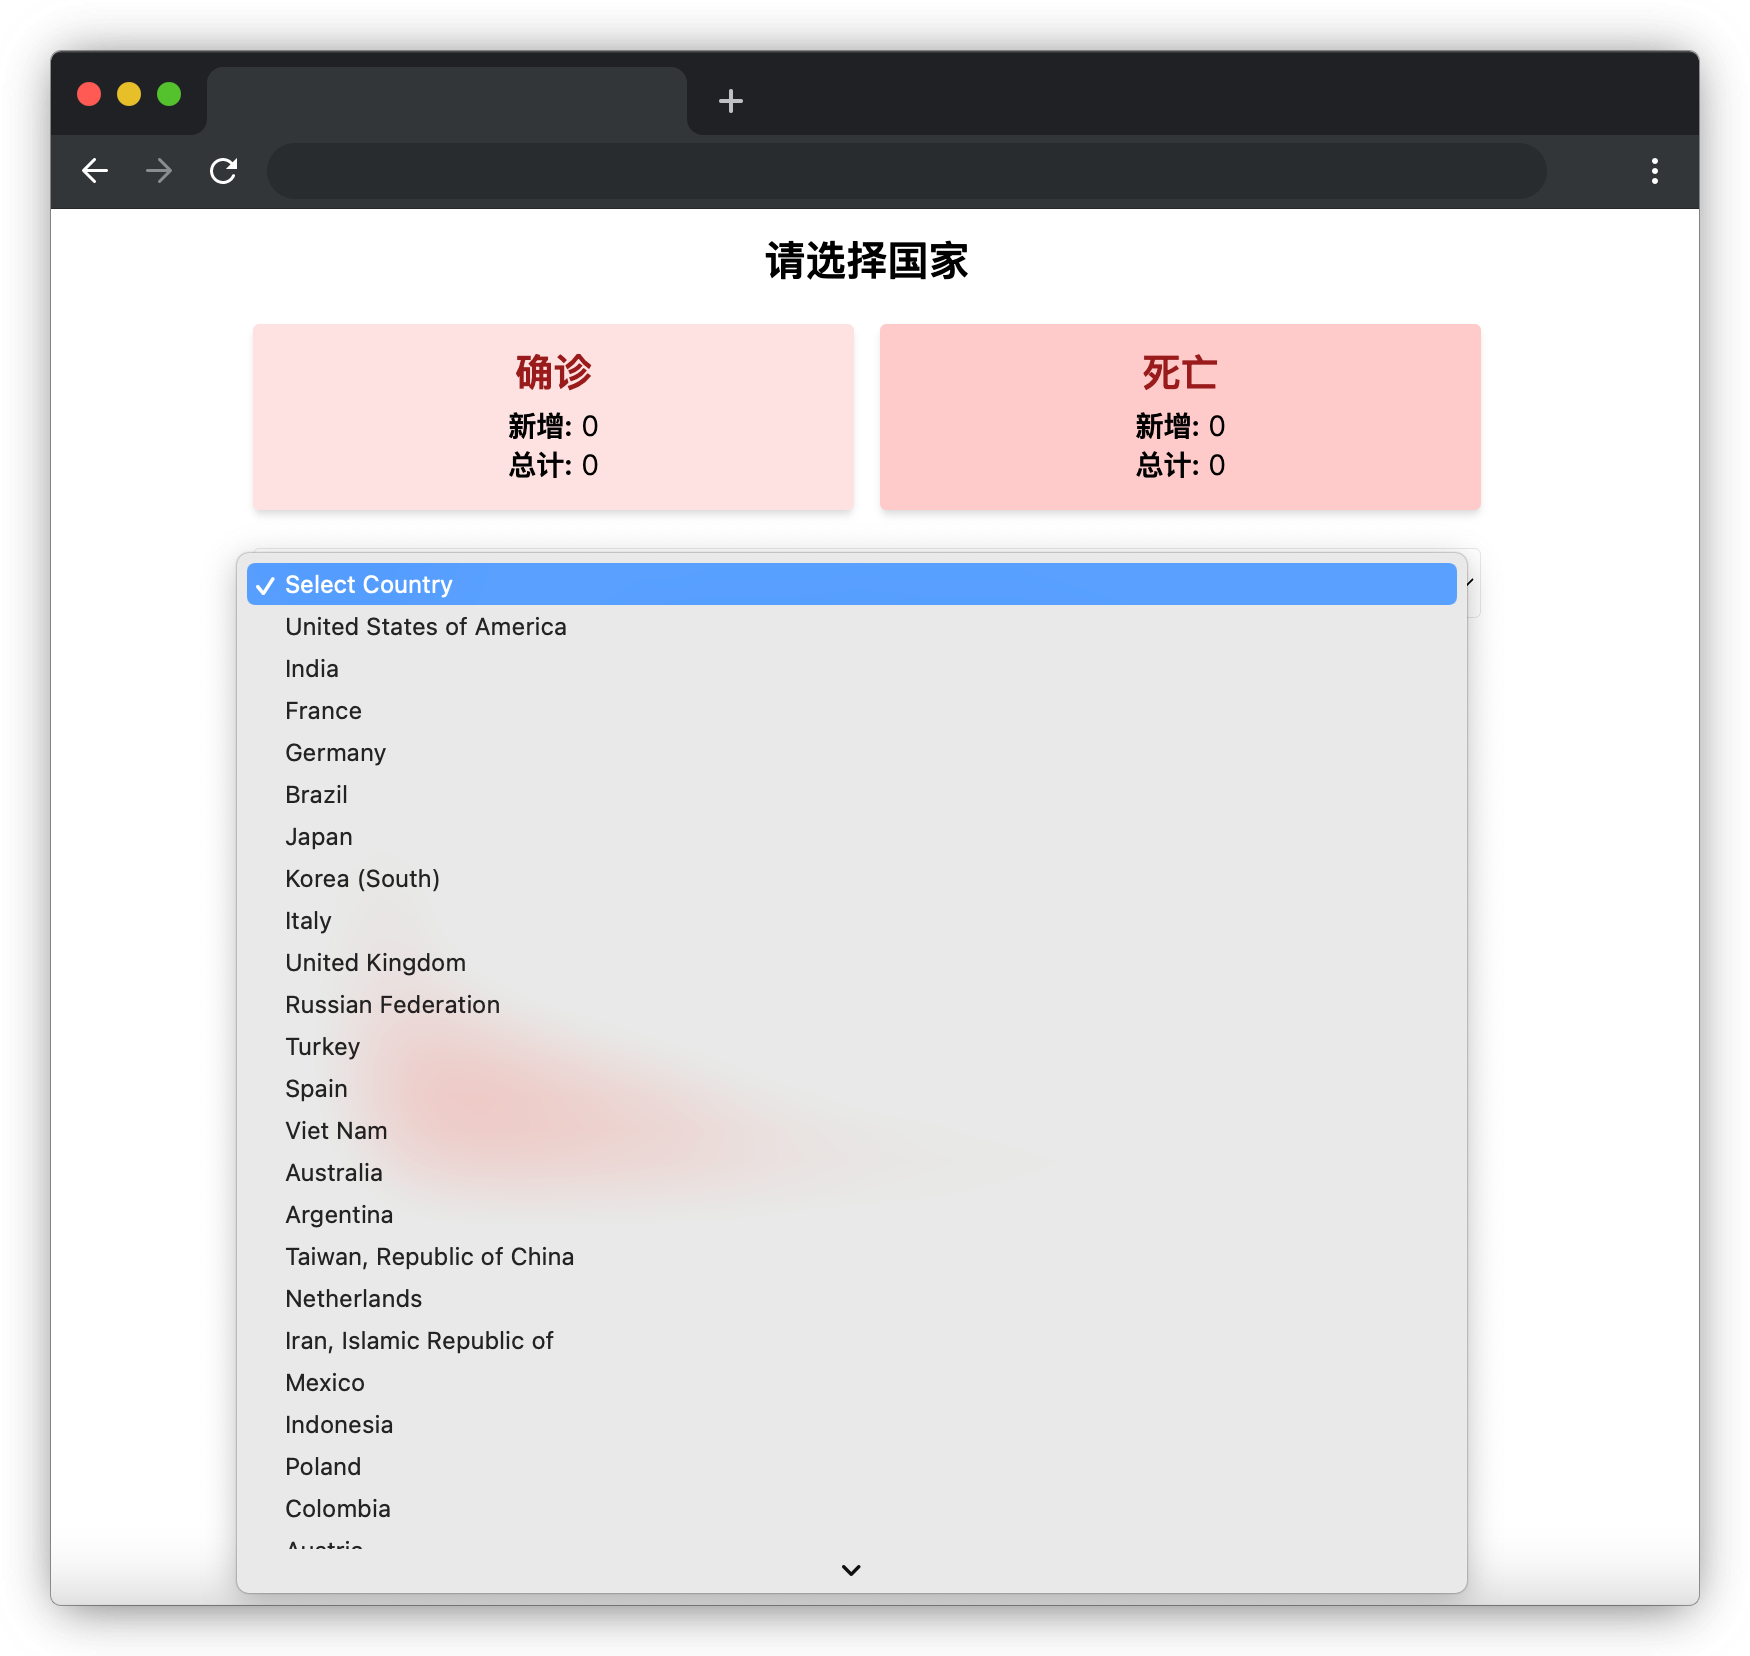 请选择国家
确诊
新增: 0
总计: 0
死亡
新增: 0
总计: 0
Select Country
United States of America
India
France
Germany
Brazil
Japan
Korea (South)
Italy
United Kingdom
Russian Federation
Turkey
Spain
Viet Nam
Australia
Argentina
Taiwan, Republic of China
Netherlands
Iran, Islamic Republic of
Mexico
Indonesia
Poland
Colombia